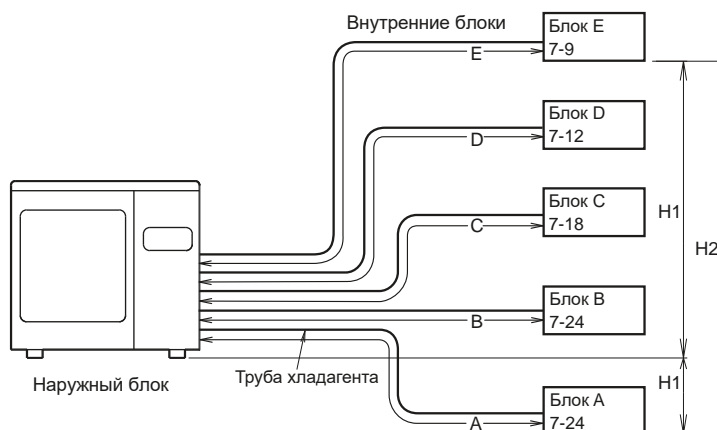 Внутренние блоки
Блок E
7-9
E
Блок D
7-12
D
Блок C
7-18
C
H1
H2
Блок B
7-24
B
Труба хладагента
Наружный блок
H1
Блок A
7-24
A